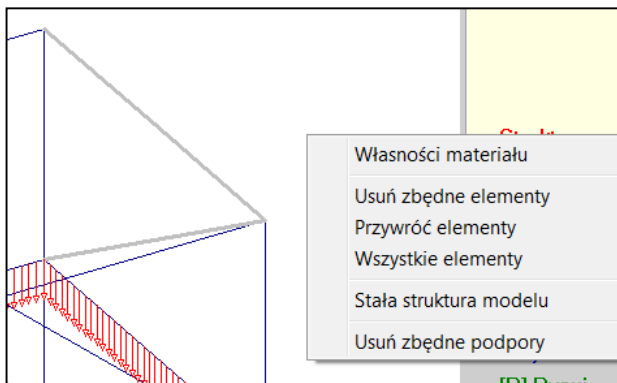 Własności materiału
Usuń zbędne elementy
Przywróć elementy
Wszystkie elementy
Stała struktura modelu
Usuń zbędne podpory